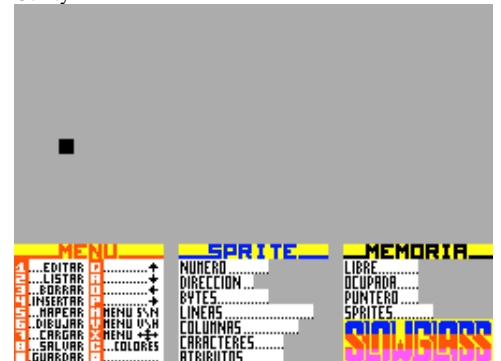 MENU
1...EDITAR Q..........↑
2...LISTAR A..........↓
3...BORRAR O..........←
4.INSERTAR P..........→
5...MAPEAR M MENU S\N
6..DIBUJAR V MENU V\H
7...CARGAR X MENU
8...SALVAR C...COLORES
GUARDAR
SPRITE
NUMERO.........
DIRECCION...
BYTES............
LINEAS....................
COLUMNAS............
CARACTERES.......
ATRIBUTOS
MEMORIA
LIBRE..........
OCUPADA.....
PUNTERO
SPRITES........
SLOWGLASS